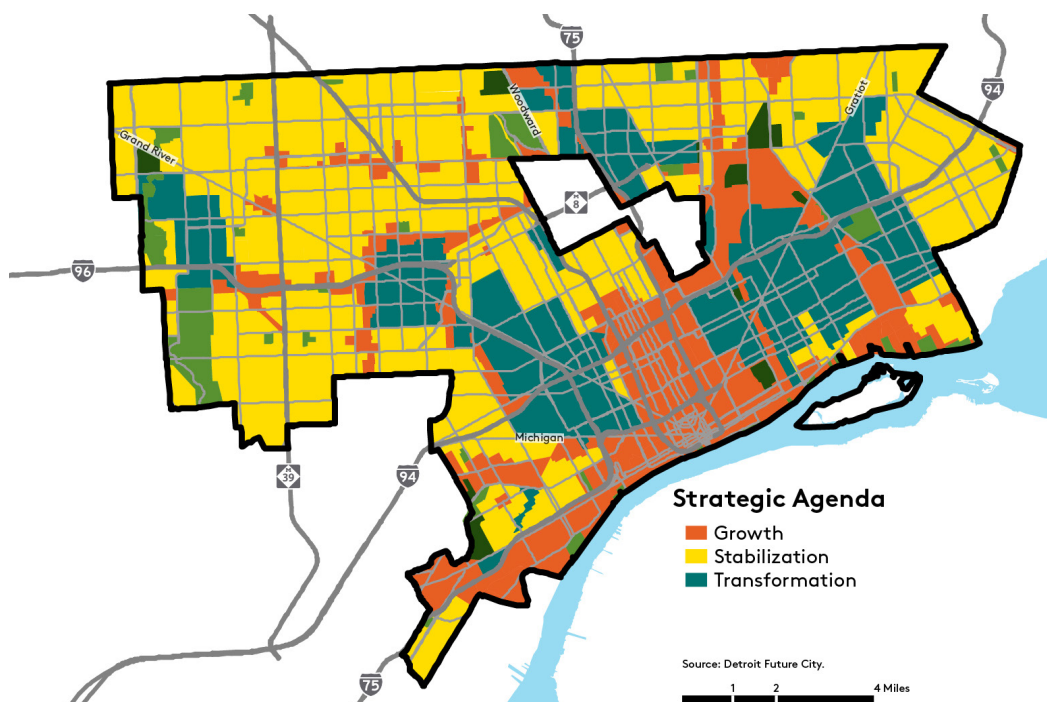 75
94
Woodward
Gratiot
Grand River
M
8
96
Michigan
M
39
94
Strategic Agenda
Growth
Stabilization
Transformation
Source: Detroit Future City.
75
1 2 4 Miles